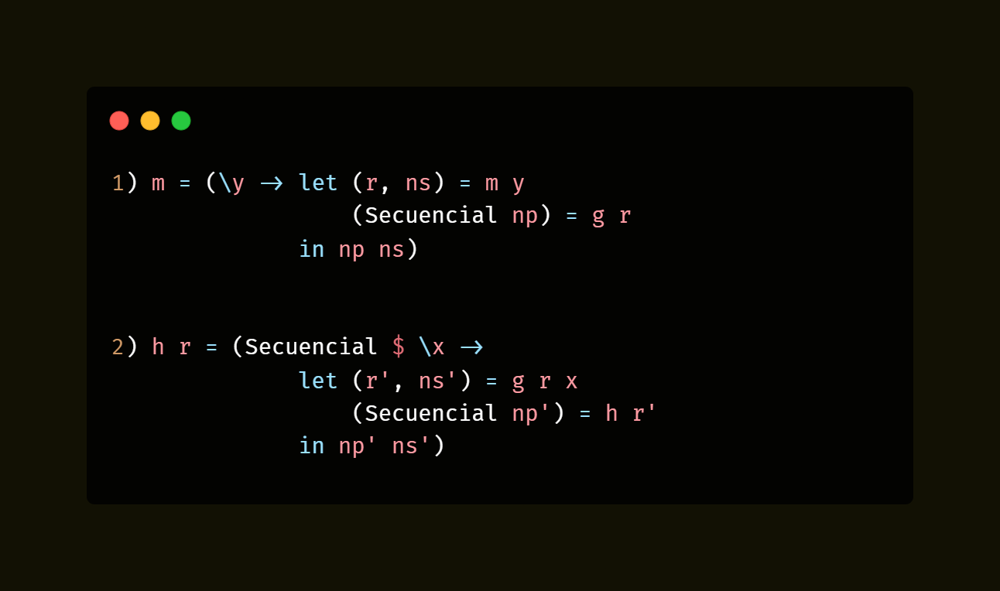 1) m = (\y -> let (r, ns) = m y
(Secuencial np) = g r
in np ns)
2) h r = (Secuencial $ \x ->
let (r', ns') = g r x
(Secuencial np') = h r'
in np' ns')